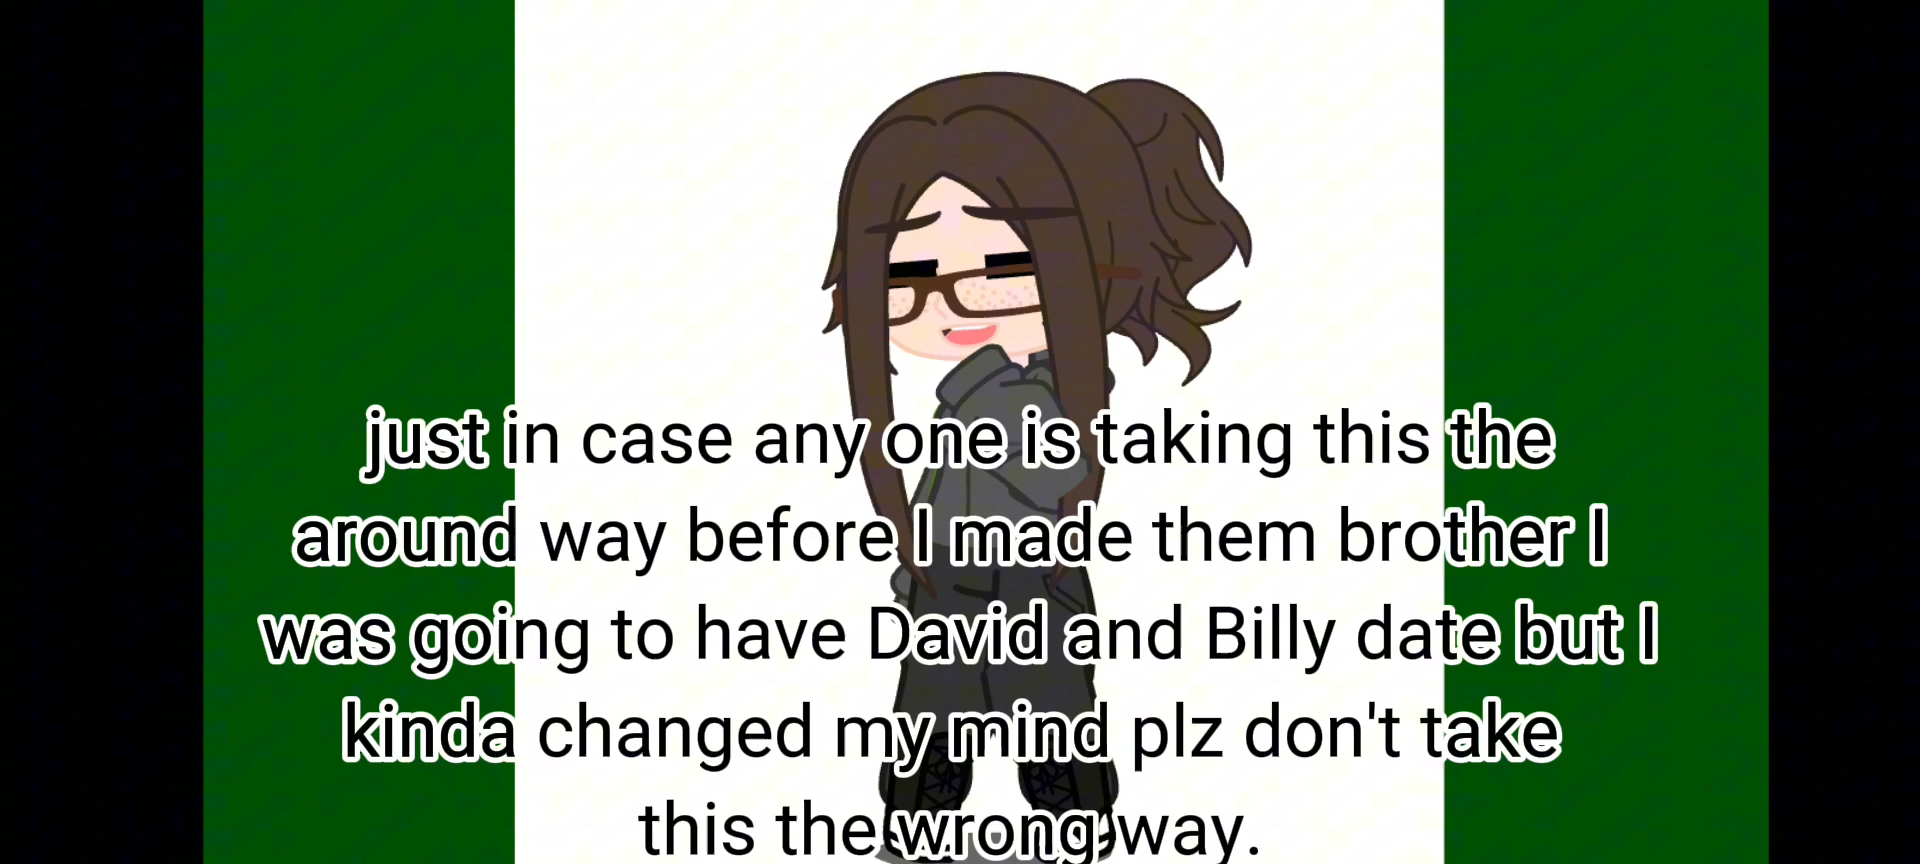 just in case any one is taking this the
around way before I made them brother I
was going to have David and Billy date but I
kinda changed my mind plz don't take
this the wrong way.